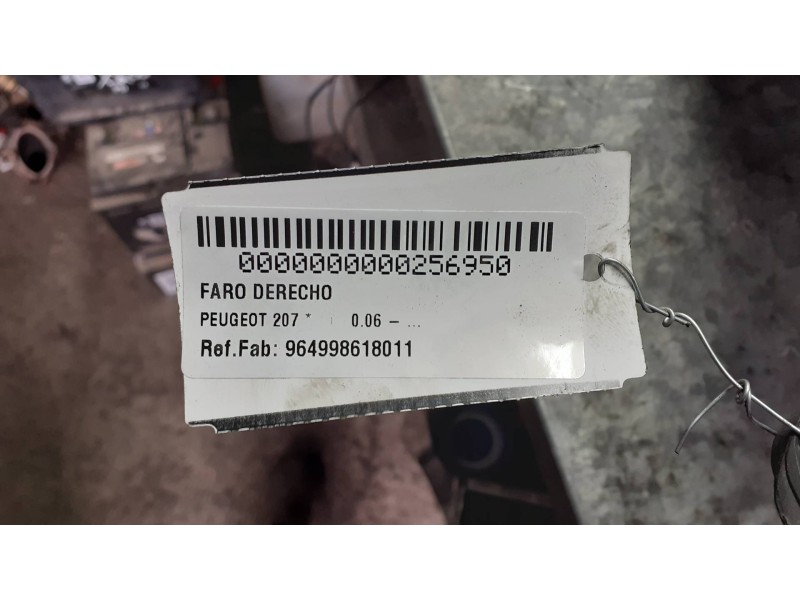 0000000000256950
FARO DERECHO
PEUGEOT 207 * 0.06 - ...
Ref.Fab: 964998618011